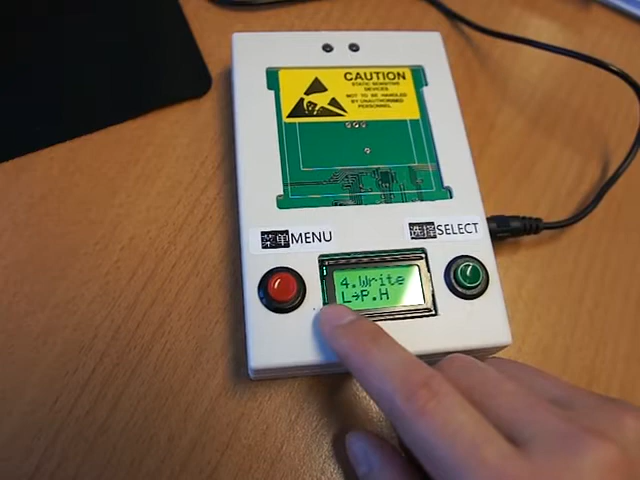 CAUTION
STATIC SENSITIVE
DEVICES
NOT TO BE HANDLED
BY UNAUTHORISED
PERSONNEL
菜单MENU
选择SELECT
4.Write
L→P.H